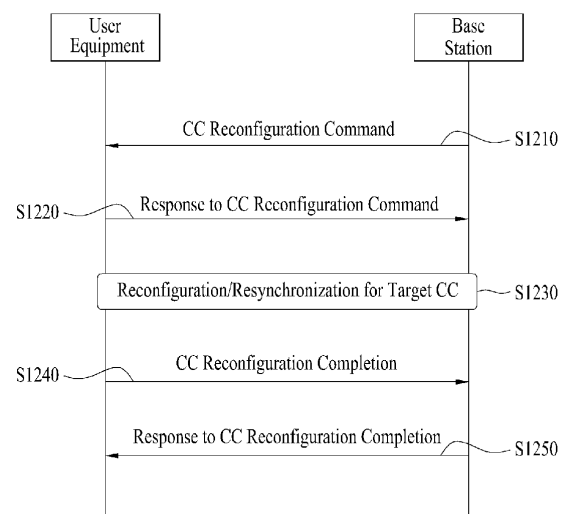 User
Equipment
Base
Station
CC Reconfiguration Command
S1210
S1220
Response to CC Reconfiguration Command
Reconfiguration/Resynchronization for Target CC
S1230
CC Reconfiguration Completion
S1240
Response to CC Reconfiguration Completion
S1250